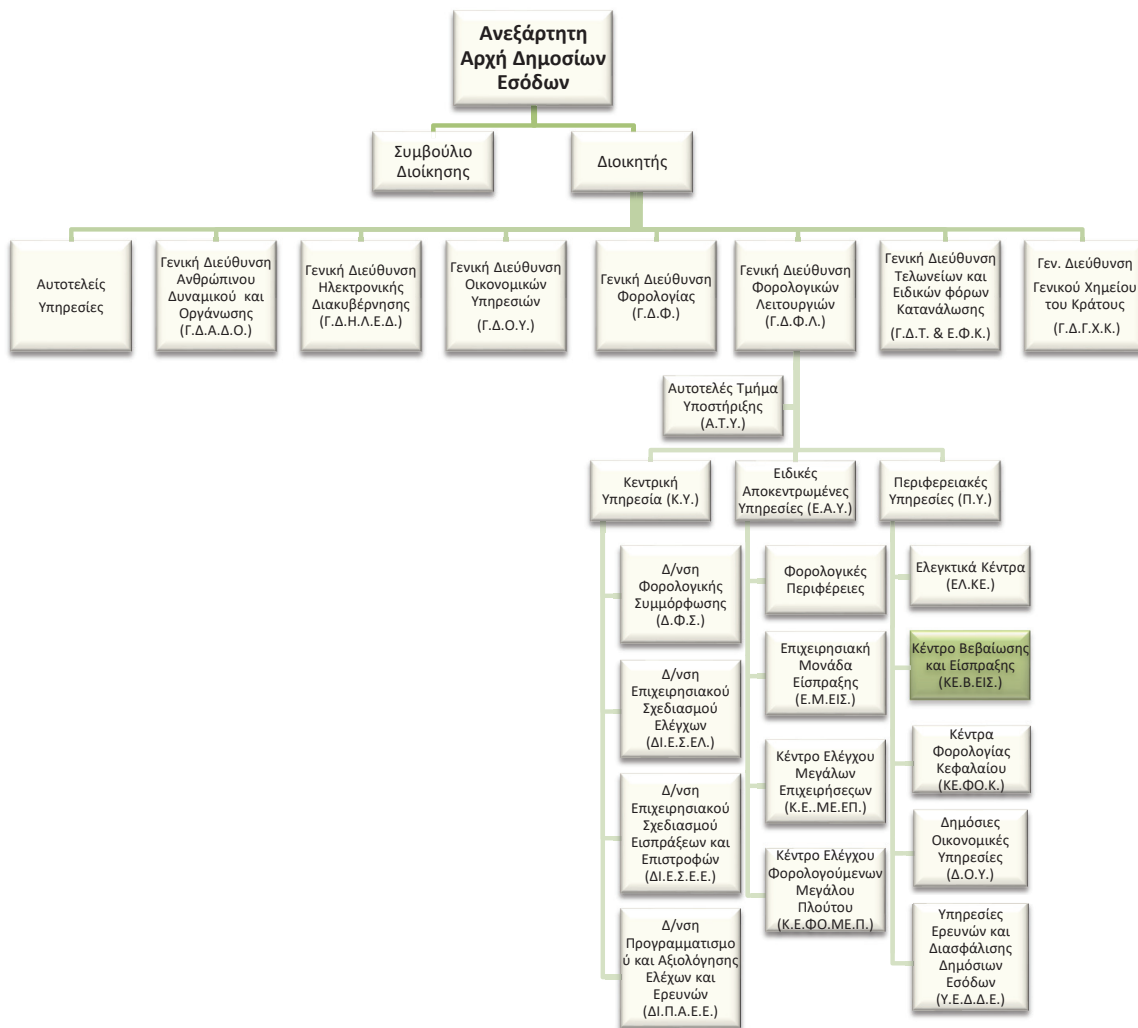 Ανεξάρτητη
Αρχή Δημοσίων
Εσόδων
Συμβούλιο
Διοίκησης
Διοικητής
Αυτοτελείς
Υπηρεσίες
Γενική Διεύθυνση
Ανθρώπινου
Δυναμικού και
Οργάνωσης
(Γ.Δ.Α.Δ.Ο.)
Γενική Διεύθυνση
Ηλεκτρονικής
Διακυβέρνησης
(Γ.Δ.Η.Λ.Ε.Δ.)
Γενική Διεύθυνση
Οικονομικών
Υπηρεσιών
(Γ.Δ.Ο.Υ.)
Γενική Διεύθυνση
Φορολογίας
(Γ.Δ.Φ.)
Γενική Διεύθυνση
Φορολογικών
Λειτουργιών
(Γ.Δ.Φ.Λ.)
Γενική Διεύθυνση
Τελωνείων και
Ειδικών φόρων
Κατανάλωσης
(Γ.Δ.Τ. & Ε.Φ.Κ.)
Γεν. Διεύθυνση
Γενικού Χημείου
του Κράτους
(Γ.Δ.Γ.Χ.Κ.)
Αυτοτελές Τμήμα
Υποστήριξης
(Α.Τ.Υ.)
Κεντρική
Υπηρεσία (Κ.Υ.)
Ειδικές
Αποκεντρωμένες
Υπηρεσίες (Ε.Α.Υ.)
Περιφερειακές
Υπηρεσίες (Π.Υ.)
Δ/νση
Φορολογικής
Συμμόρφωσης
(Δ.Φ.Σ.)
Δ/νση
Επιχειρησιακού
Σχεδιασμού
Ελέγχων
(ΔΙ.Ε.Σ.ΕΛ.)
Δ/νση
Επιχειρησιακού
Σχεδιασμού
Εισπράξεων και
Επιστροφών
(ΔΙ.Ε.Σ.Ε.Ε.)
Δ/νση
Προγραμματισμο
ύ και Αξιολόγησης
Ελέχων και
Ερευνών
(ΔΙ.Π.Α.Ε.Ε.)
Φορολογικές
Περιφέρειες
Επιχειρησιακή
Μονάδα
Είσπραξης
(Ε.Μ.ΕΙΣ.)
Κέντρο Ελέγχου
Μεγάλων
Επιχειρήσεςων
(Κ.Ε..ΜΕ.ΕΠ.)
Κέντρο Ελέγχου
Φορολογούμενων
Μεγάλου
Πλούτου
(Κ.Ε.ΦΟ.ΜΕ.Π.)
Ελεγκτικά Κέντρα
(ΕΛ.ΚΕ.)
Κέντρο Βεβαίωσης
και Είσπραξης
(ΚΕ.Β.ΕΙΣ.)
Κέντρα
Φορολογίας
Κεφαλαίου
(ΚΕ.ΦΟ.Κ.)
Δημόσιες
Οικονομικές
Υπηρεσίες
(Δ.Ο.Υ.)
Υπηρεσίες
Ερευνών και
Διασφάλισης
Δημόσιων
Εσόδων
(Υ.Ε.Δ.Δ.Ε.)